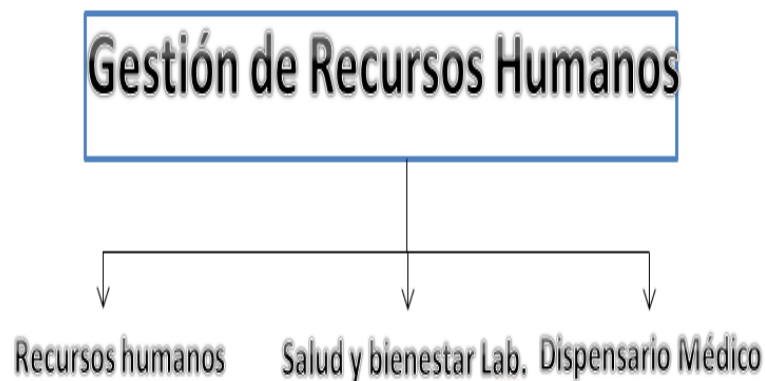 Gestión de Recursos Humanos
Recursos humanos
Salud y bienestar Lab.
Dispensario Médico